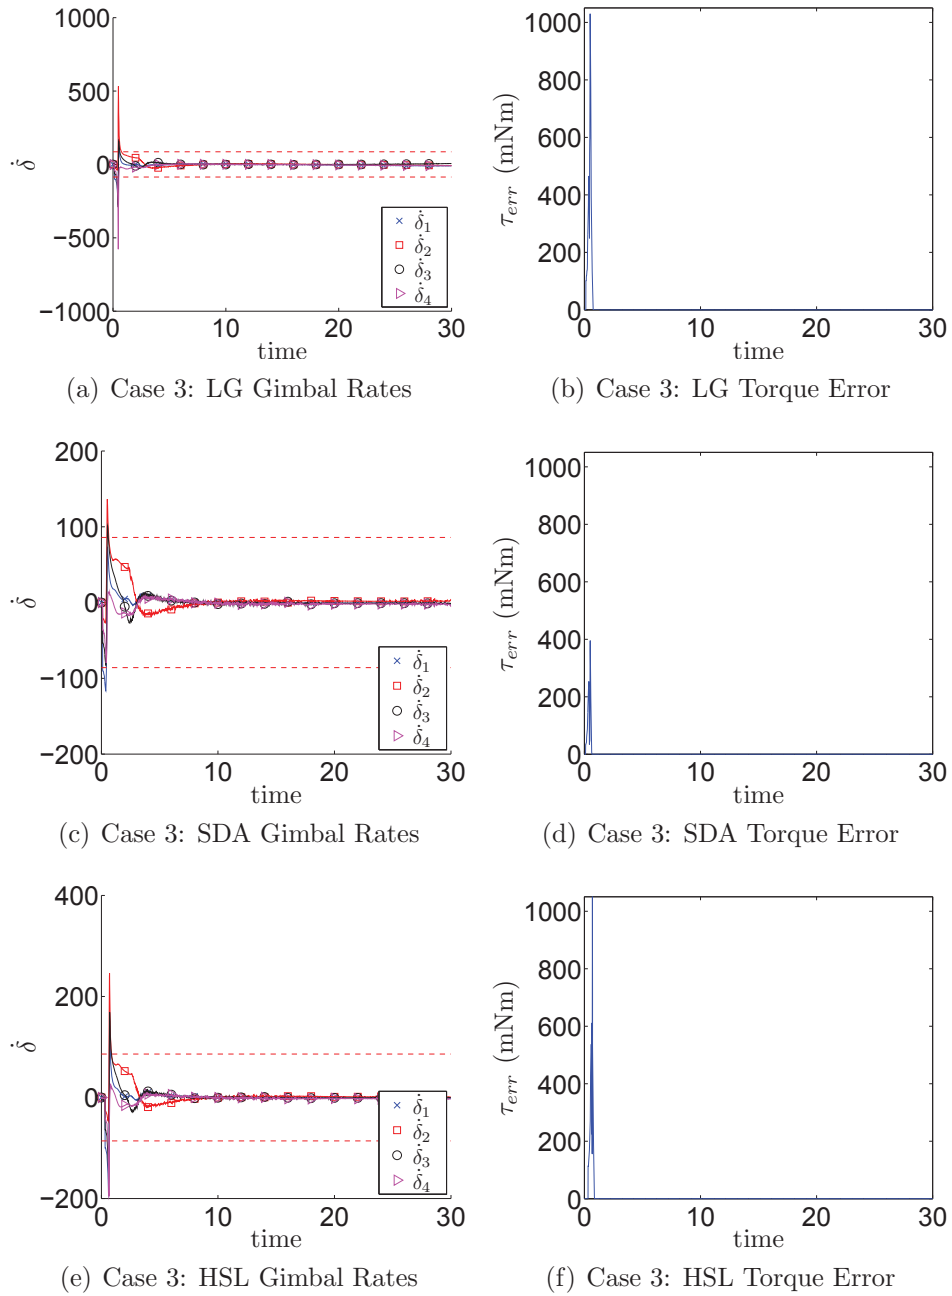 1000
500
0
−500
−1000
δ̇
0
10
20
30
time
δ̇1
δ̇2
δ̇3
δ̇4
(a) Case 3: LG Gimbal Rates
1000
800
600
400
200
0
τerr (mNm)
0
10
20
30
time
(b) Case 3: LG Torque Error
200
100
0
−100
−200
δ̇
0
10
20
30
time
δ̇1
δ̇2
δ̇3
δ̇4
(c) Case 3: SDA Gimbal Rates
1000
800
600
400
200
0
τerr (mNm)
0
10
20
30
time
(d) Case 3: SDA Torque Error
400
200
0
−200
δ̇
0
10
20
30
time
δ̇1
δ̇2
δ̇3
δ̇4
(e) Case 3: HSL Gimbal Rates
1000
800
600
400
200
0
τerr (mNm)
0
10
20
30
time
(f) Case 3: HSL Torque Error